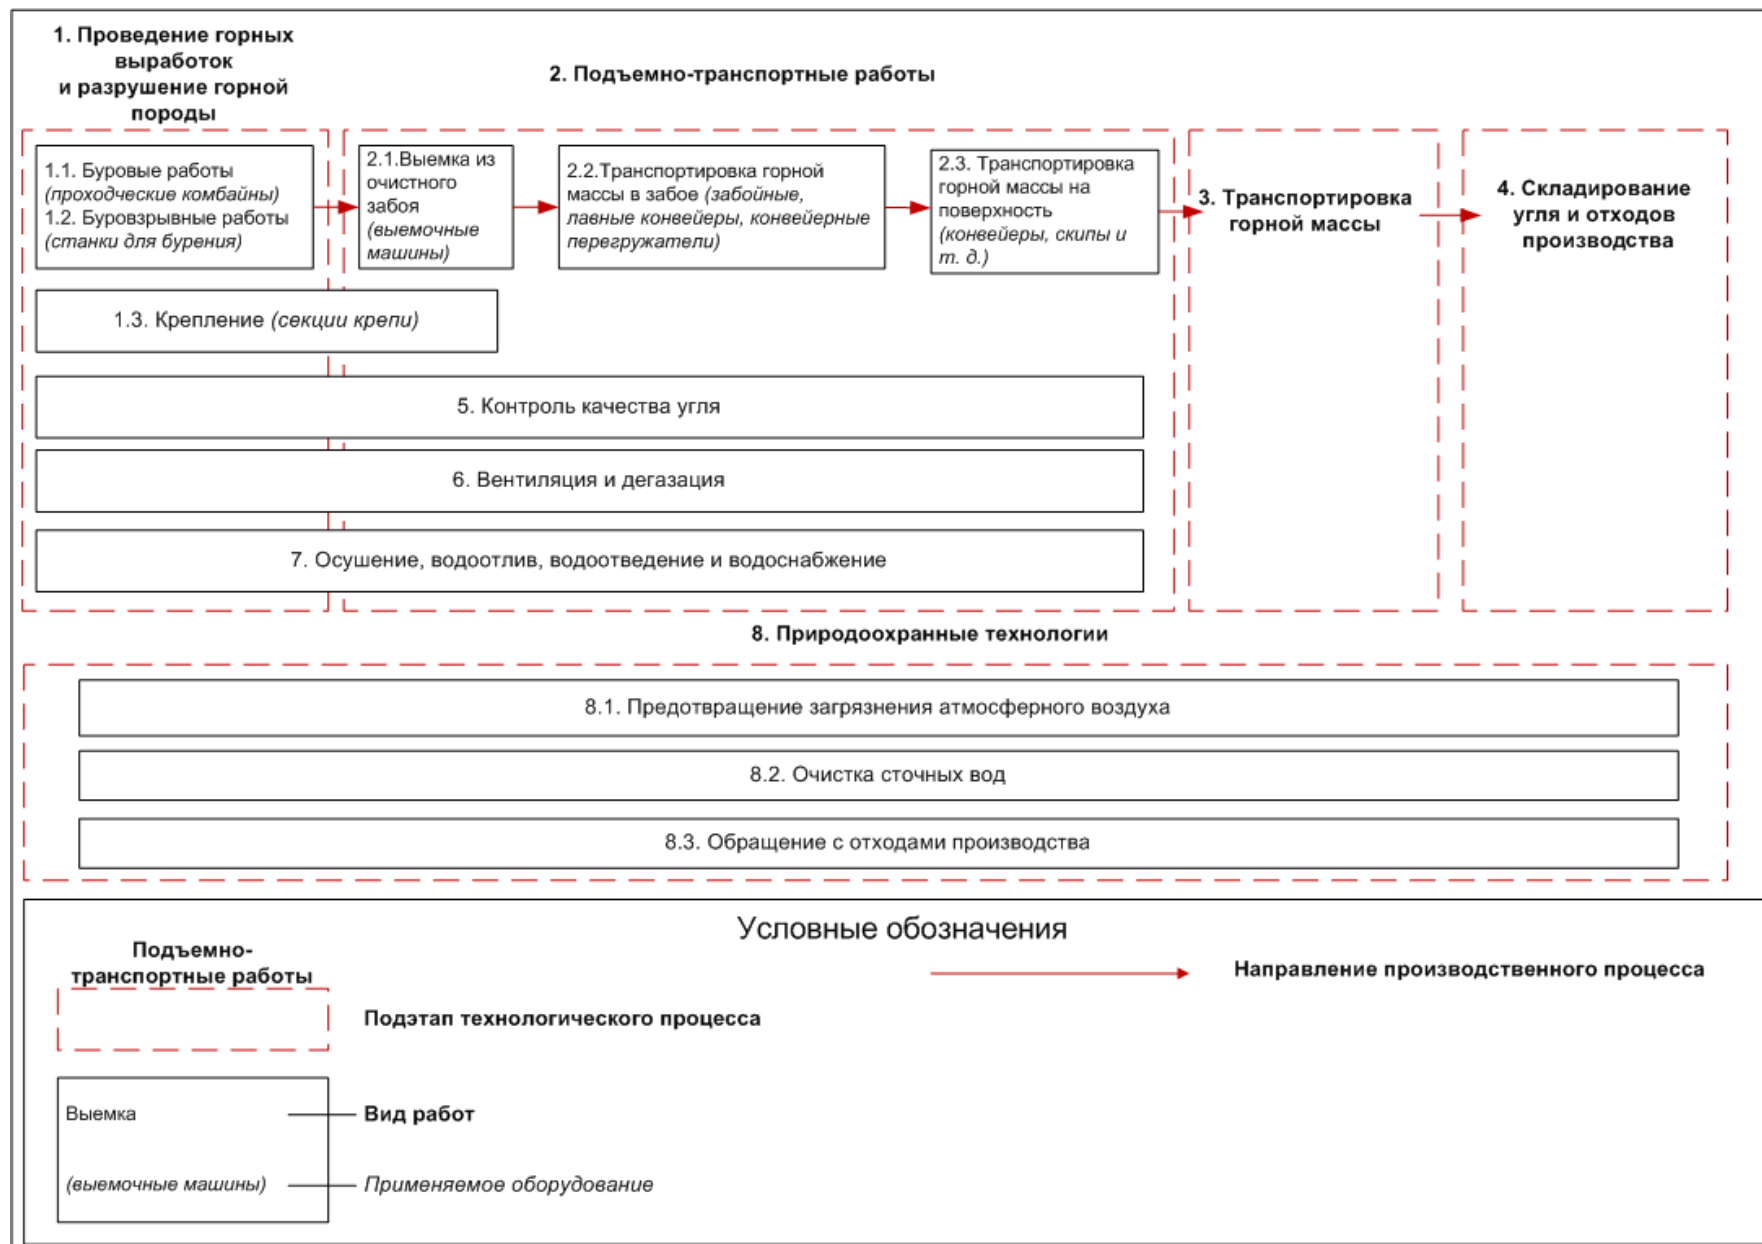 1. Проведение горных
выработок
и разрушение горной
породы
2. Подъемно-транспортные работы
1.1. Буровые работы
(проходческие комбайны)
1.2. Буровзрывные работы
(станки для бурения)
2.1.Выемка из
очистного
забоя
(выемочные
машины)
2.2.Транспортировка горной
массы в забое (забойные,
лавные конвейеры, конвейерные
перегружатели)
2.3. Транспортировка
горной массы на
поверхность
(конвейеры, скипы и
т. д.)
3. Транспортировка
горной массы
4. Складирование
угля и отходов
производства
1.3. Крепление (секции крепи)
5. Контроль качества угля
6. Вентиляция и дегазация
7. Осушение, водоотлив, водоотведение и водоснабжение
8. Природоохранные технологии
8.1. Предотвращение загрязнения атмосферного воздуха
8.2. Очистка сточных вод
8.3. Обращение с отходами производства
Условные обозначения
Подъемно-
транспортные работы
Направление производственного процесса
Подэтап технологического процесса
Выемка
Вид работ
(выемочные машины)
Применяемое оборудование